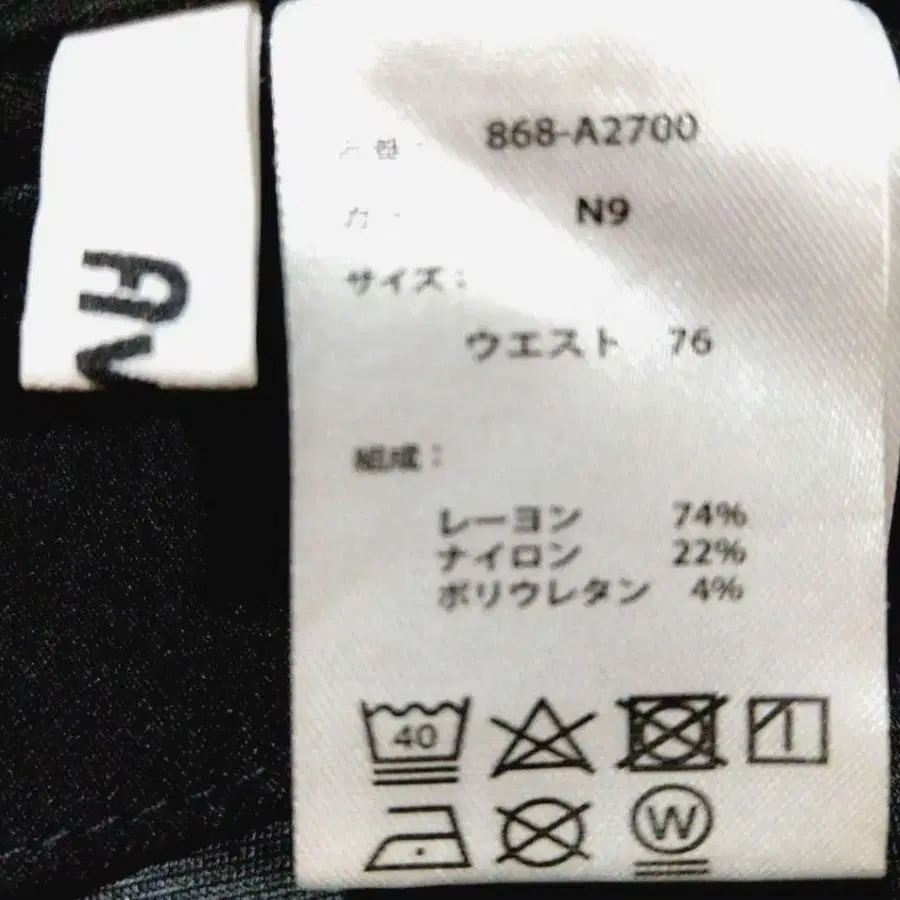 868-A2700
N9
サイズ:
ウエスト 76
組成:
レーヨン 74%
ナイロン 22%
ポリウレタン 4%
40
W